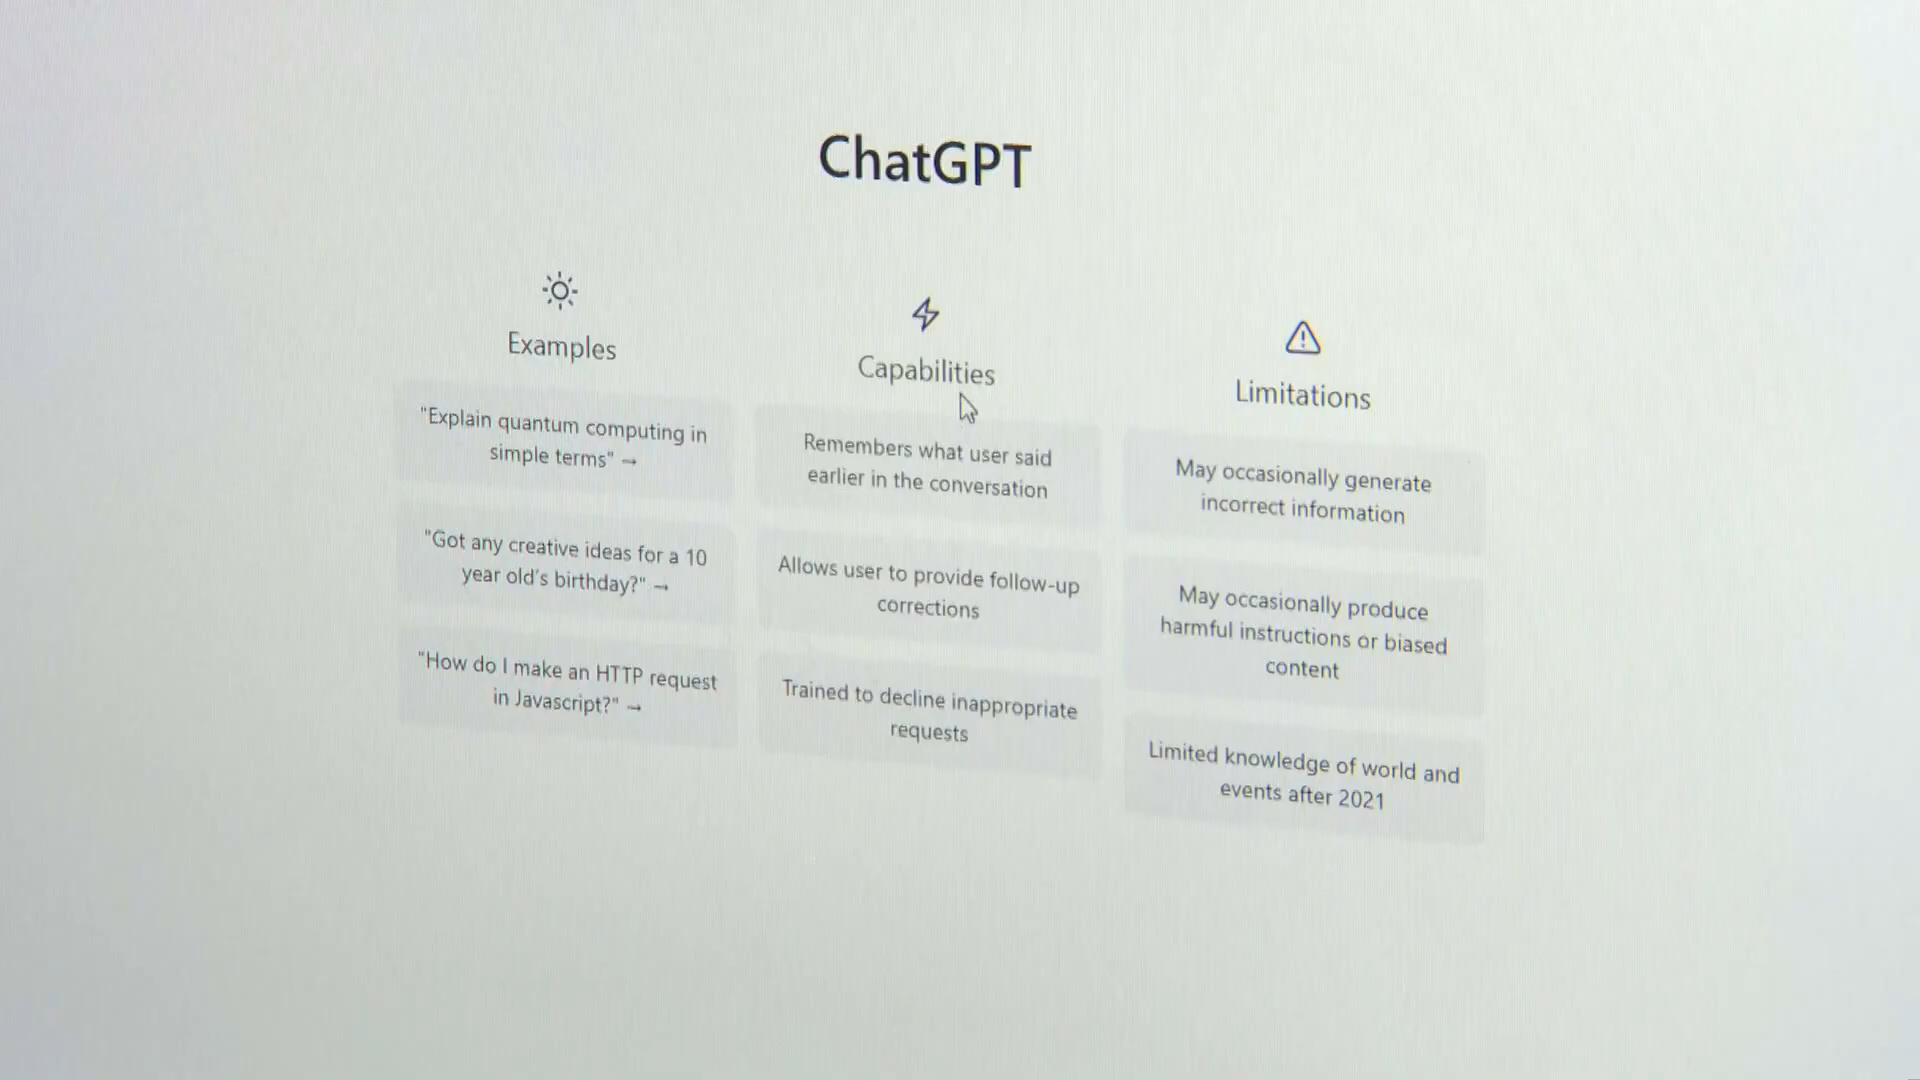 ChatGPT
Examples
"Explain quantum computing in
simple terms" →
"Got any creative ideas for a 10
year old's birthday?" →
"How do I make an HTTP request
in Javascript?" →
Capabilities
Remembers what user said
earlier in the conversation
Allows user to provide follow-up
corrections
Trained to decline inappropriate
requests
Limitations
May occasionally generate
incorrect information
May occasionally produce
harmful instructions or biased
content
Limited knowledge of world and
events after 2021